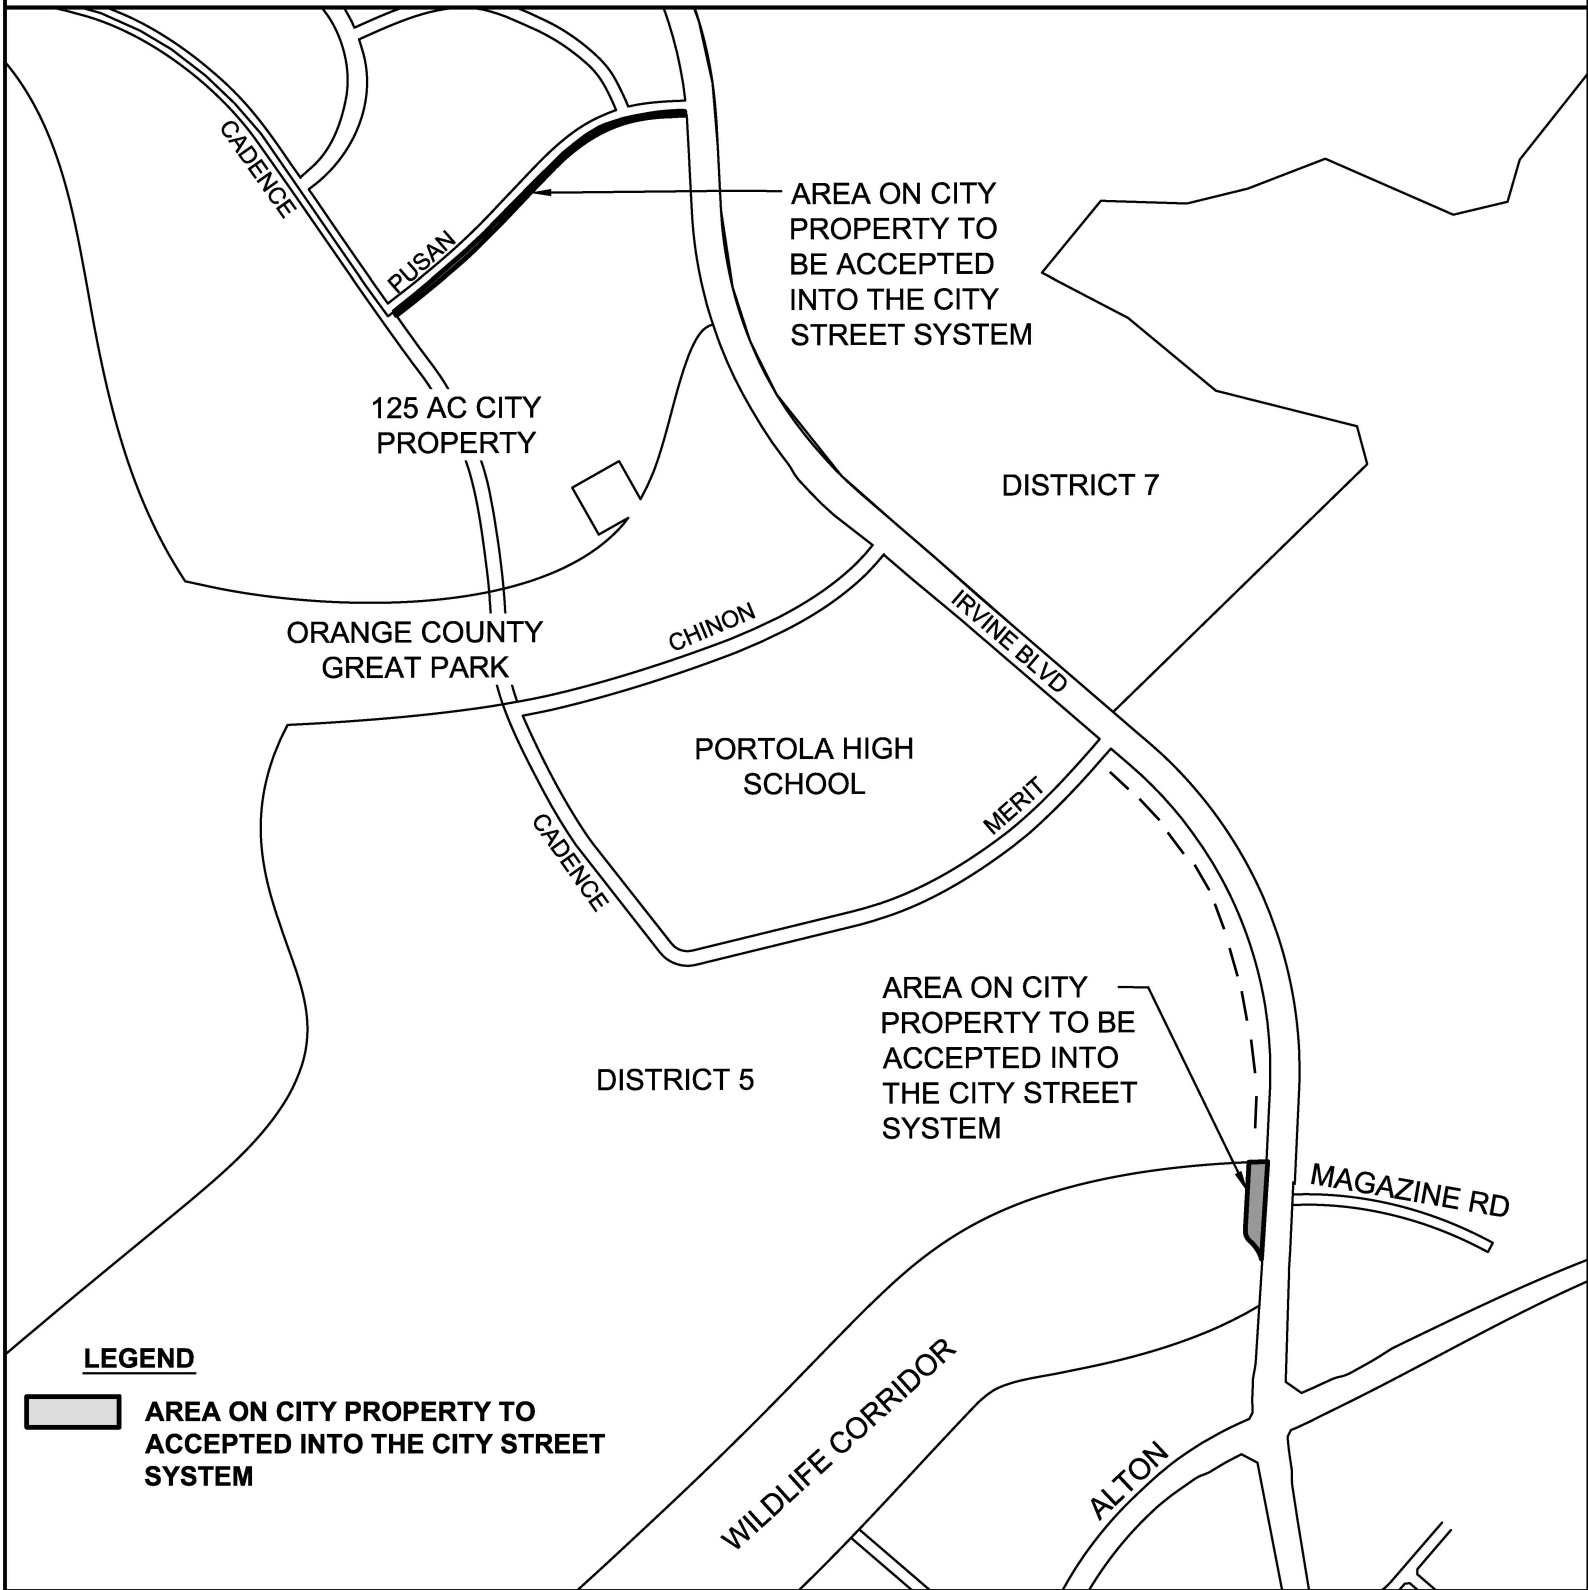 CADENCE
PUSAN
AREA ON CITY
PROPERTY TO
BE ACCEPTED
INTO THE CITY
STREET SYSTEM
125 AC CITY
PROPERTY
DISTRICT 7
IRVINE BLVD
CHINON
ORANGE COUNTY
GREAT PARK
PORTOLA HIGH
SCHOOL
MERIT
CADENCE
AREA ON CITY
PROPERTY TO BE
ACCEPTED INTO
THE CITY STREET
SYSTEM
DISTRICT 5
MAGAZINE RD
WILDLIFE CORRIDOR
ALTON
LEGEND
AREA ON CITY PROPERTY TO
ACCEPTED INTO THE CITY STREET
SYSTEM